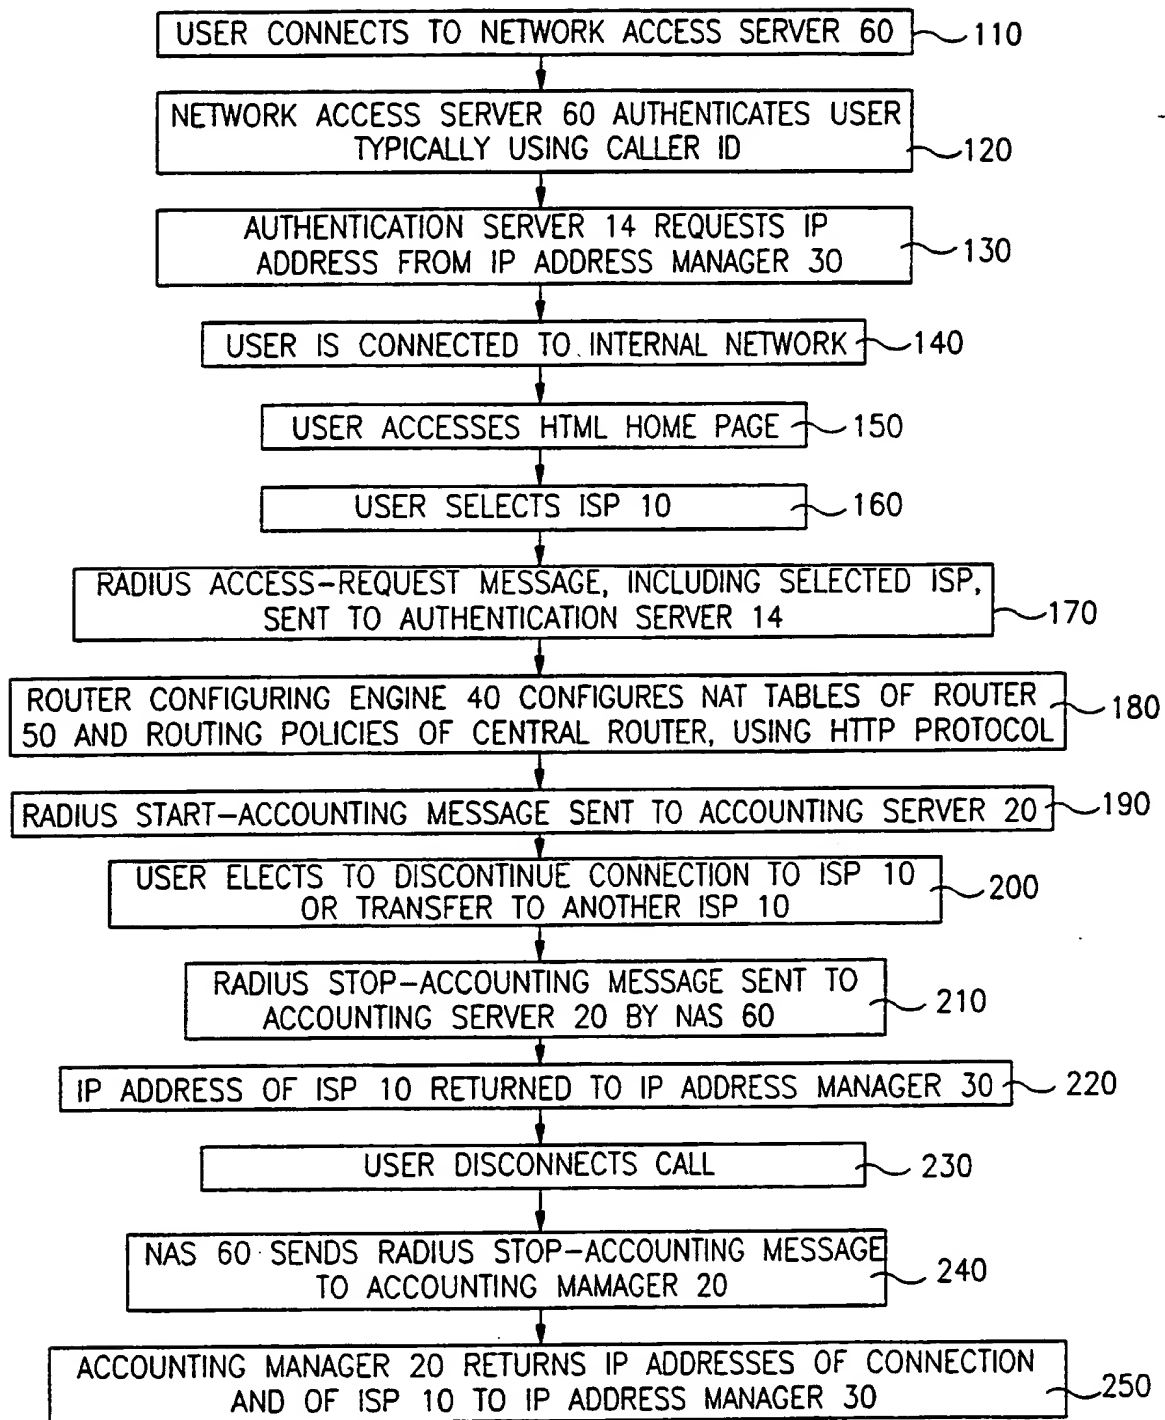 USER CONNECTS TO NETWORK ACCESS SERVER 60
110
NETWORK ACCESS SERVER 60 AUTHENTICATES USER
TYPICALLY USING CALLER ID
120
AUTHENTICATION SERVER 14 REQUESTS IP
ADDRESS FROM IP ADDRESS MANAGER 30
130
USER IS CONNECTED TO INTERNAL NETWORK
140
USER ACCESSES HTML HOME PAGE
150
USER SELECTS ISP 10
160
RADIUS ACCESS-REQUEST MESSAGE, INCLUDING SELECTED ISP,
SENT TO AUTHENTICATION SERVER 14
170
ROUTER CONFIGURING ENGINE 40 CONFIGURES NAT TABLES OF ROUTER
50 AND ROUTING POLICIES OF CENTRAL ROUTER, USING HTTP PROTOCOL
180
RADIUS START-ACCOUNTING MESSAGE SENT TO ACCOUNTING SERVER 20
190
USER ELECTS TO DISCONTINUE CONNECTION TO ISP 10
OR TRANSFER TO ANOTHER ISP 10
200
RADIUS STOP-ACCOUNTING MESSAGE SENT TO
ACCOUNTING SERVER 20 BY NAS 60
210
IP ADDRESS OF ISP 10 RETURNED TO IP ADDRESS MANAGER 30
220
USER DISCONNECTS CALL
230
NAS 60 SENDS RADIUS STOP-ACCOUNTING MESSAGE
TO ACCOUNTING MAMAGER 20
240
ACCOUNTING MANAGER 20 RETURNS IP ADDRESSES OF CONNECTION
AND OF ISP 10 TO IP ADDRESS MANAGER 30
250